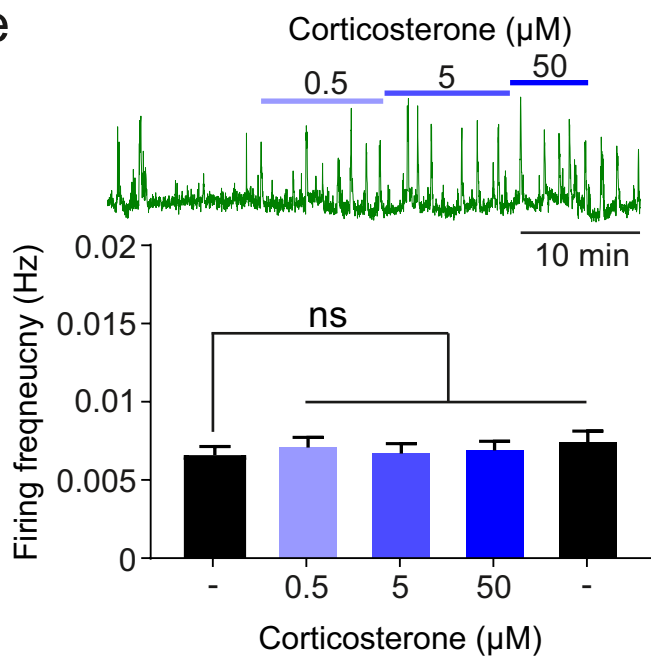 e
Corticosterone (µM)
0.5 5 50
10 min
Firing freqneucny (Hz)
0.02
0.015
0.01
0.005
0
ns
- 0.5 5 50 -
Corticosterone (µM)